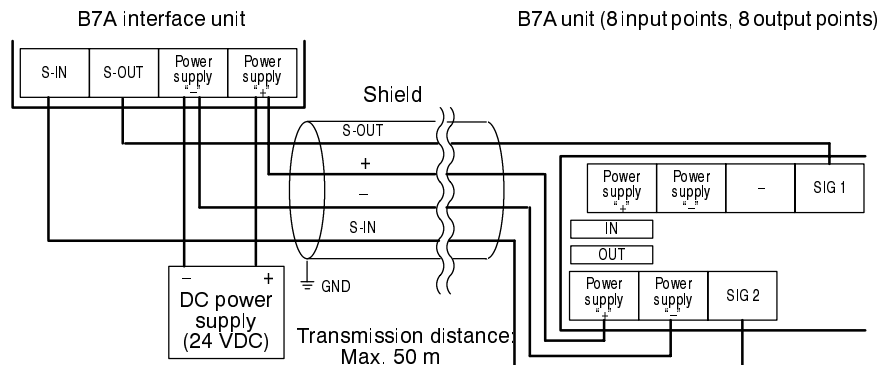 B7A interface unit
B7A unit (8 input points, 8 output points)
S-IN
S-OUT
Power
supply
"–"
Power
supply
"+"
Shield
S-OUT
+
–
S-IN
GND
Power
supply
"+"
Power
supply
"–"
–
SIG 1
IN
OUT
Power
supply
"+"
Power
supply
"–"
SIG 2
– +
DC power
supply
(24 VDC)
Transmission distance:
Max. 50 m